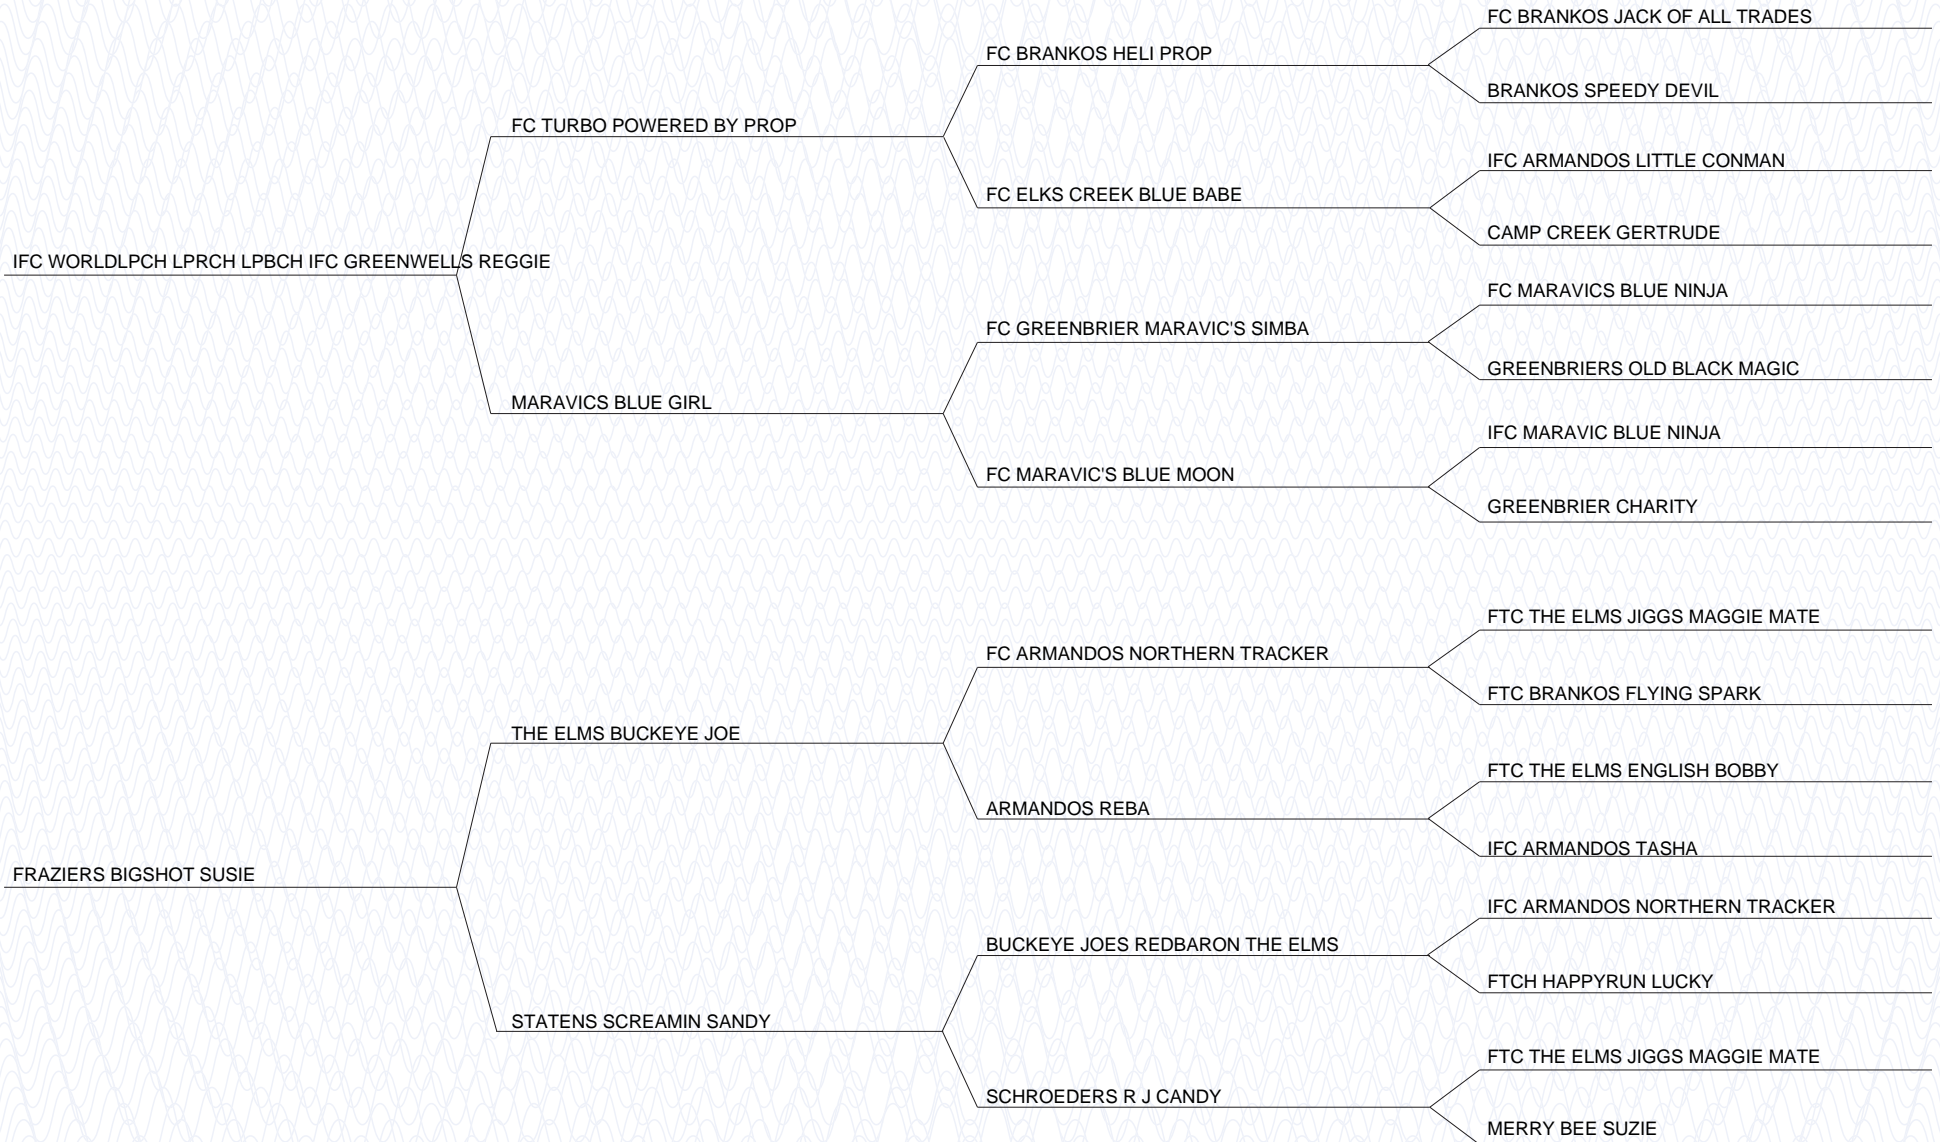 FC BRANKOS JACK OF ALL TRADES
FC BRANKOS HELI PROP
BRANKOS SPEEDY DEVIL
FC TURBO POWERED BY PROP
IFC ARMANDOS LITTLE CONMAN
FC ELKS CREEK BLUE BABE
CAMP CREEK GERTRUDE
IFC WORLDLPCH LPRCH LPBCH IFC GREENWELLS REGGIE
FC MARAVICS BLUE NINJA
FC GREENBRIER MARAVIC'S SIMBA
GREENBRIERS OLD BLACK MAGIC
MARAVICS BLUE GIRL
IFC MARAVIC BLUE NINJA
FC MARAVIC'S BLUE MOON
GREENBRIER CHARITY
FTC THE ELMS JIGGS MAGGIE MATE
FC ARMANDOS NORTHERN TRACKER
FTC BRANKOS FLYING SPARK
THE ELMS BUCKEYE JOE
FTC THE ELMS ENGLISH BOBBY
ARMANDOS REBA
IFC ARMANDOS TASHA
FRAZIERS BIGSHOT SUSIE
IFC ARMANDOS NORTHERN TRACKER
BUCKEYE JOES REDBARON THE ELMS
FTCH HAPPYRUN LUCKY
STATENS SCREAMIN SANDY
FTC THE ELMS JIGGS MAGGIE MATE
SCHROEDERS R J CANDY
MERRY BEE SUZIE